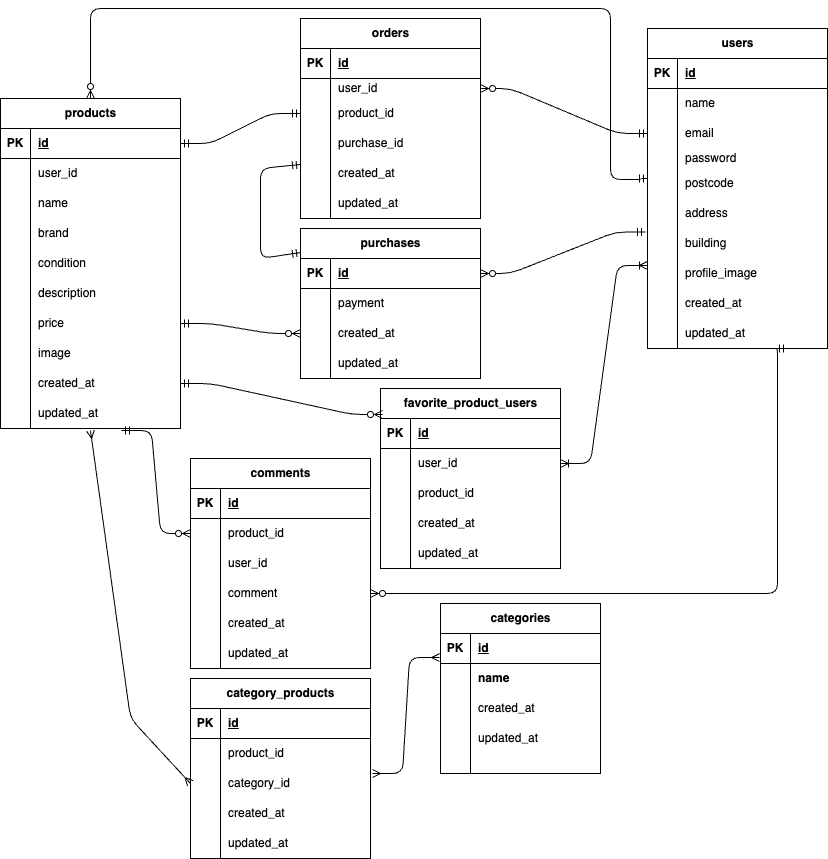 orders
PK id
user_id
product_id
purchase_id
created_at
updated_at
users
PK id
name
email
password
postcode
address
building
profile_image
created_at
updated_at
products
PK id
user_id
name
brand
condition
description
price
image
created_at
updated_at
purchases
PK id
payment
created_at
updated_at
favorite_product_users
PK id
user_id
product_id
created_at
updated_at
comments
PK id
product_id
user_id
comment
created_at
updated_at
categories
PK id
name
created_at
updated_at
category_products
PK id
product_id
category_id
created_at
updated_at